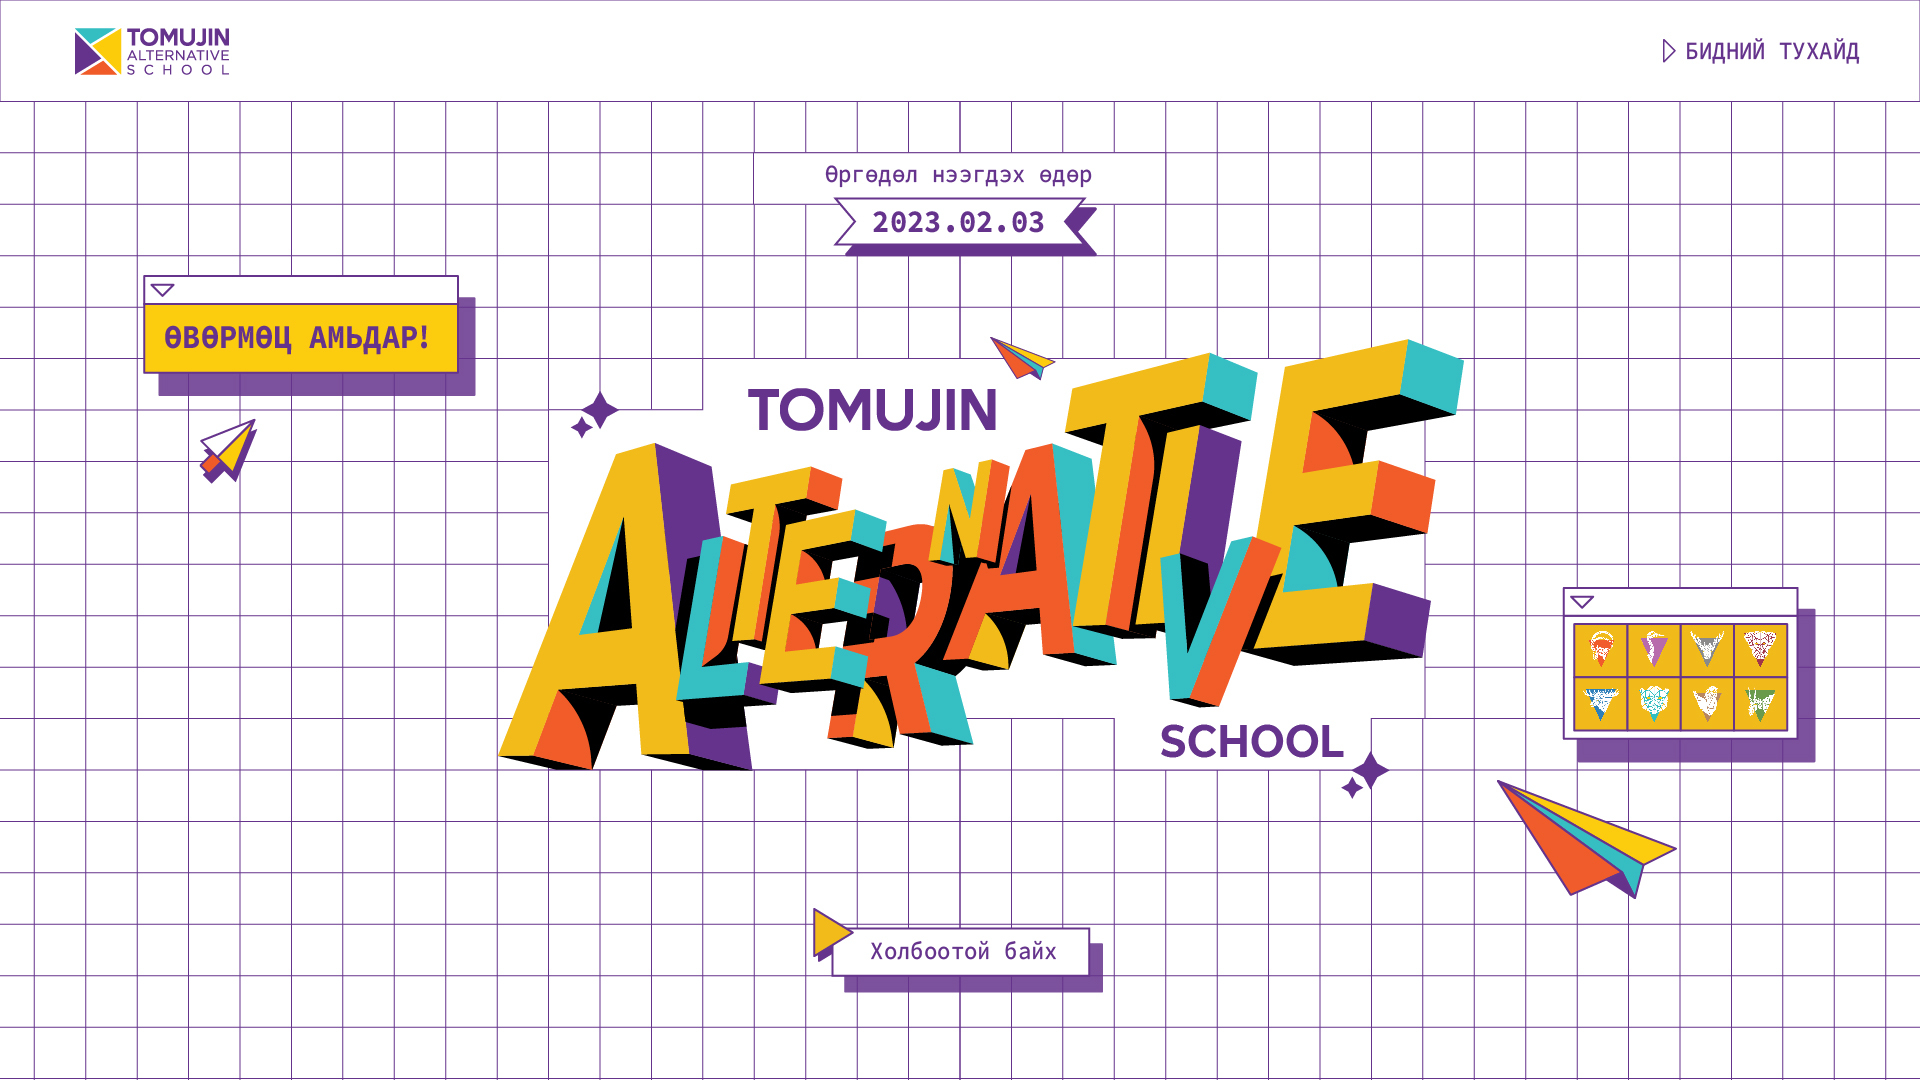 TOMUJIN
ALTERNATIVE
SCHOOL
БИДНИЙ ТУХАЙД
Өргөдөл нээгдэх өдөр
2023.02.03
ӨВӨРМӨЦ АМЬДАР!
TOMUJIN
ALTERNATIVE
SCHOOL
Холбоотой байх